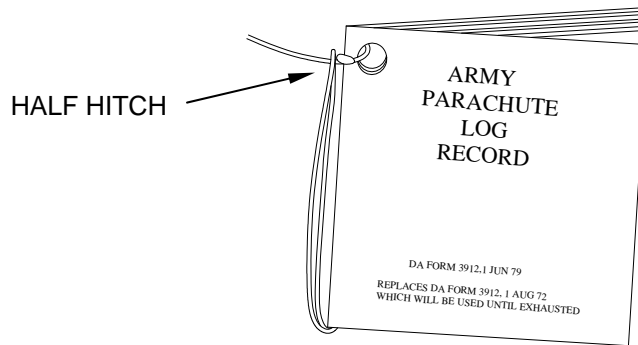 HALF HITCH
ARMY
PARACHUTE
LOG
RECORD
DA FORM 3912,1 JUN 79
REPLACES DA FORM 3912, 1 AUG 72
WHICH WILL BE USED UNTIL EXHAUSTED